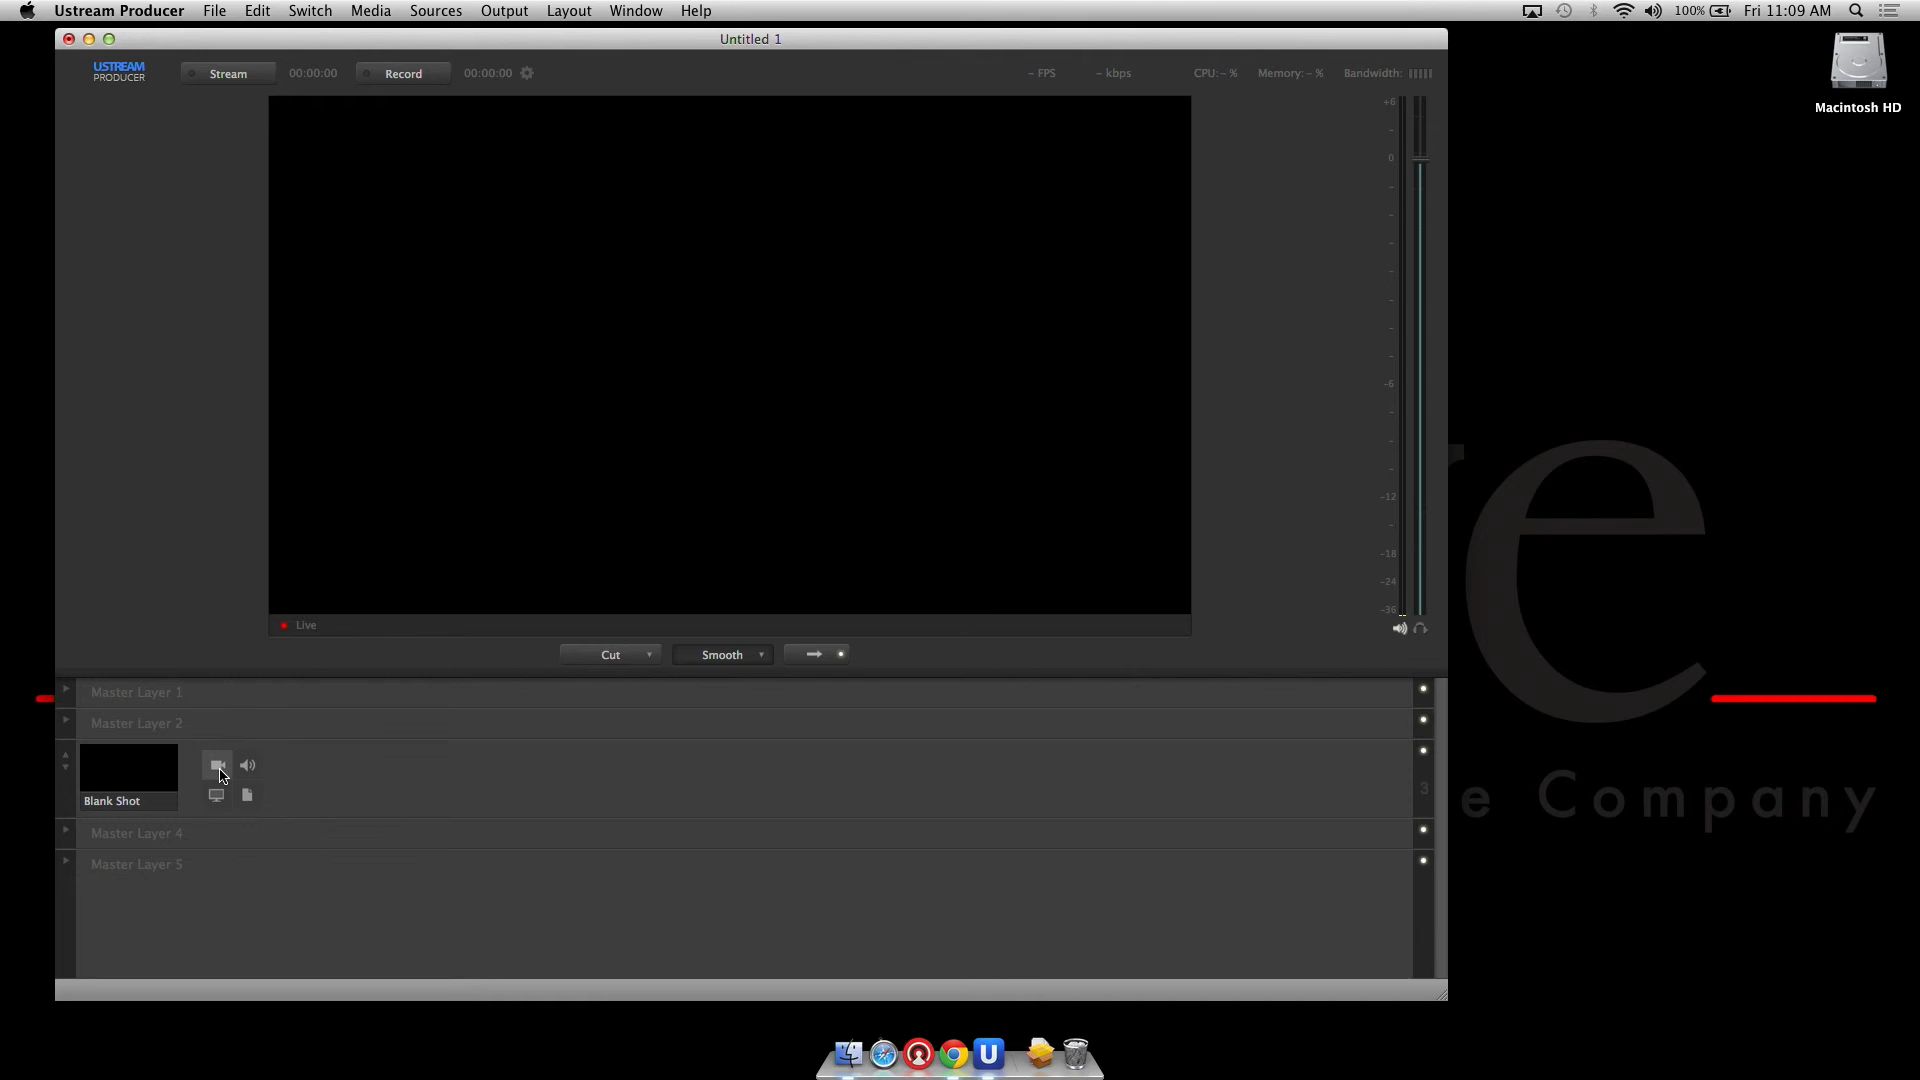 Ustream Producer File Edit Switch Media Sources Output Layout Window Help 100% Fri 11:09 AM
Untitled 1
USTREAM
PRODUCER
Stream 00:00:00 Record 00:00:00 - FPS - kbps CPU: - % Memory: - % Bandwidth:
Macintosh HD
+6
0
-6
-12
-18
-24
-36
Live
Cut Smooth
Master Layer 1
Master Layer 2
Blank Shot
3
Master Layer 4
Master Layer 5
e
e Company
U